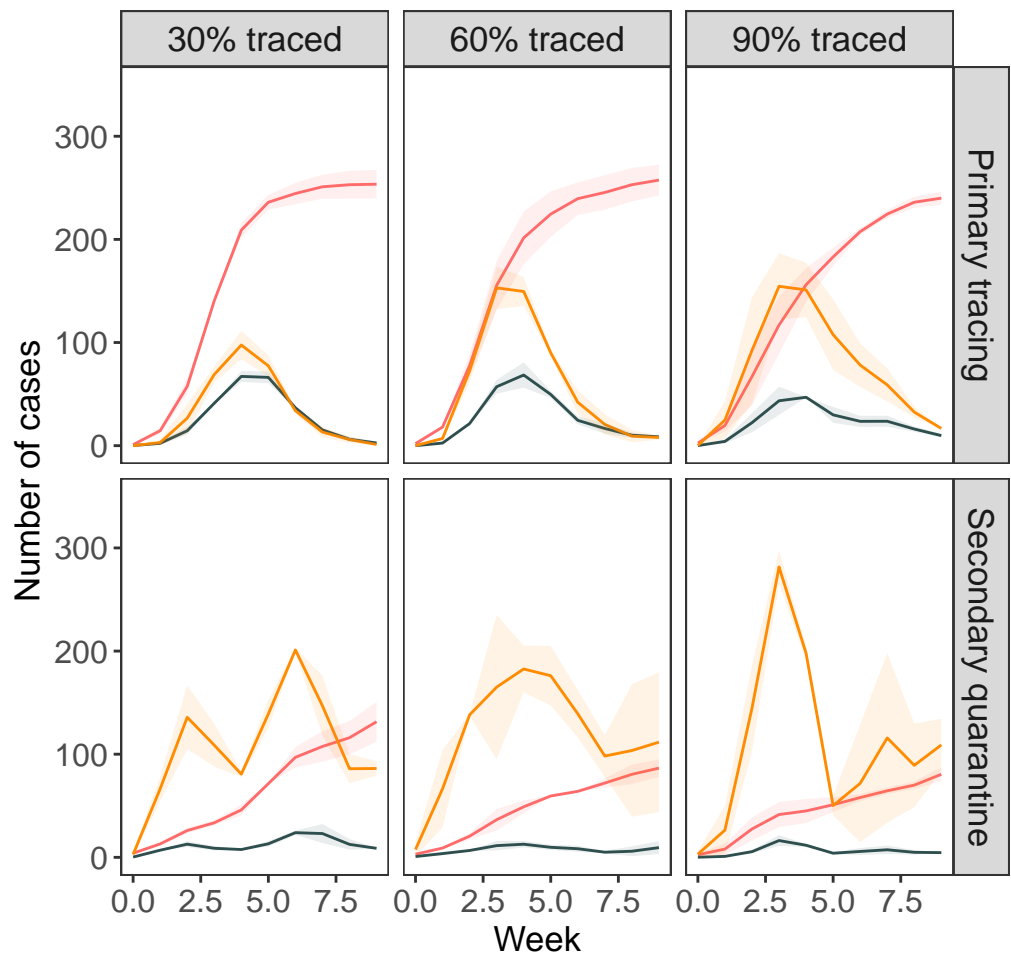 30% traced 60% traced 90% traced
Number of cases
300
200
100
0
Primary tracing
300
200
100
0
Secondary quarantine
0.0 2.5 5.0 7.5 0.0 2.5 5.0 7.5 0.0 2.5 5.0 7.5
Week